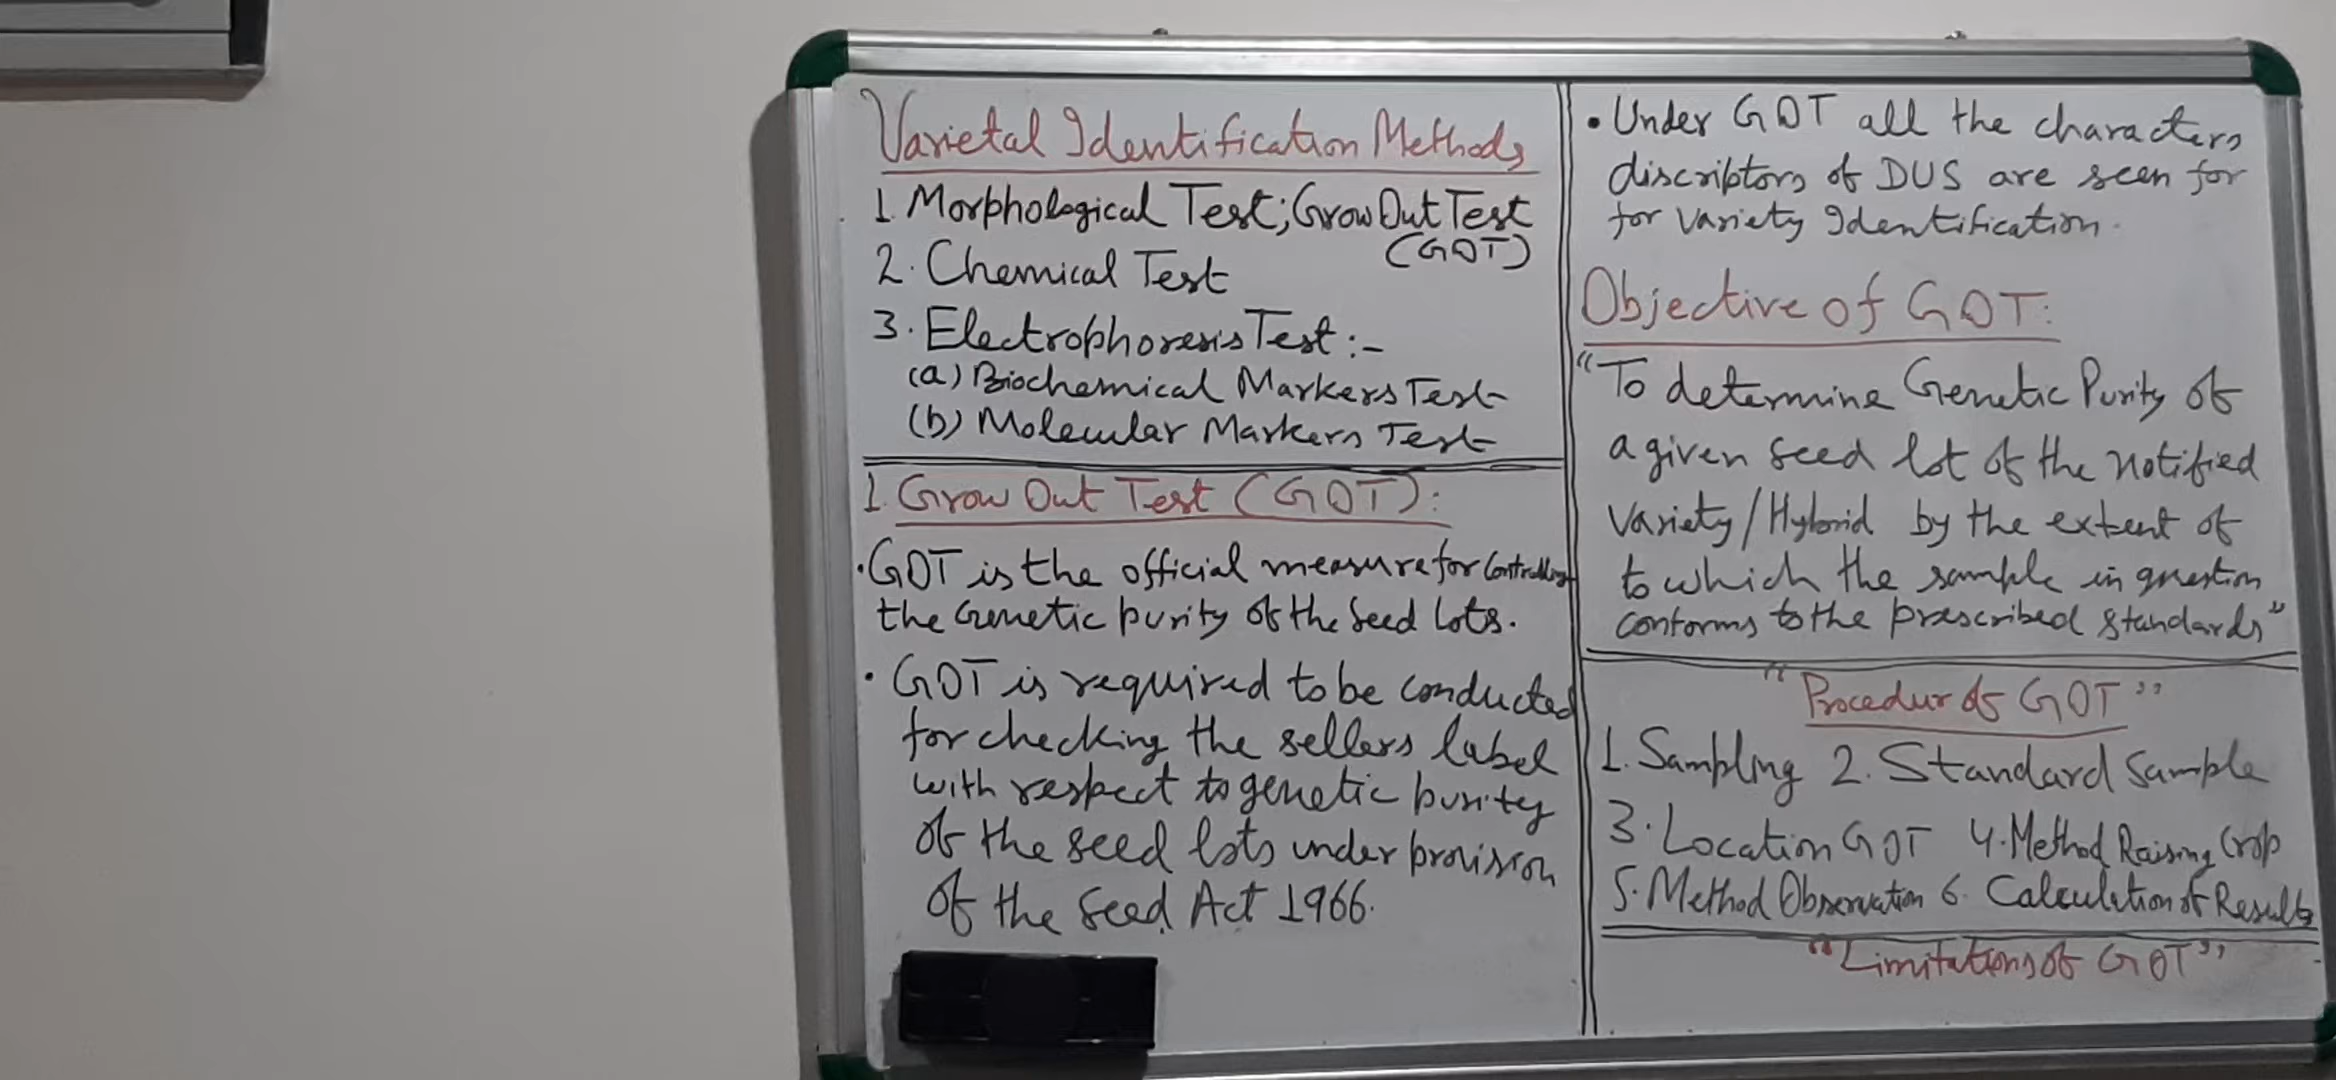 Varietal Identification Methods
1. Morphological Test; Grow Out Test
(GOT)
2. Chemical Test
3. Electrophoresis Test :-
(a) Biochemical Markers Test
(b) Molecular Markers Test
1. Grow Out Test (GOT):
• GOT is the official measure for Controlling
the Genetic purity of the Seed Lots.
• GOT is required to be conducted
for checking the sellers label
with respect to genetic purity
of the seed lots under provision
of the Seed Act 1966.
• Under GOT all the characters
discriptors of DUS are seen for
for Variety Identification.
Objective of GOT:
"To determine Genetic Purity of
a given seed lot of the notified
Variety/Hybrid by the extent of
to which the sample in question
conforms to the prescribed standards"
"Procedur of GOT"
1. Sampling 2. Standard Sample
3. Location GOT 4. Method Raising Crop
5. Method Observation 6. Calculation of Results
"Limitations of GOT"